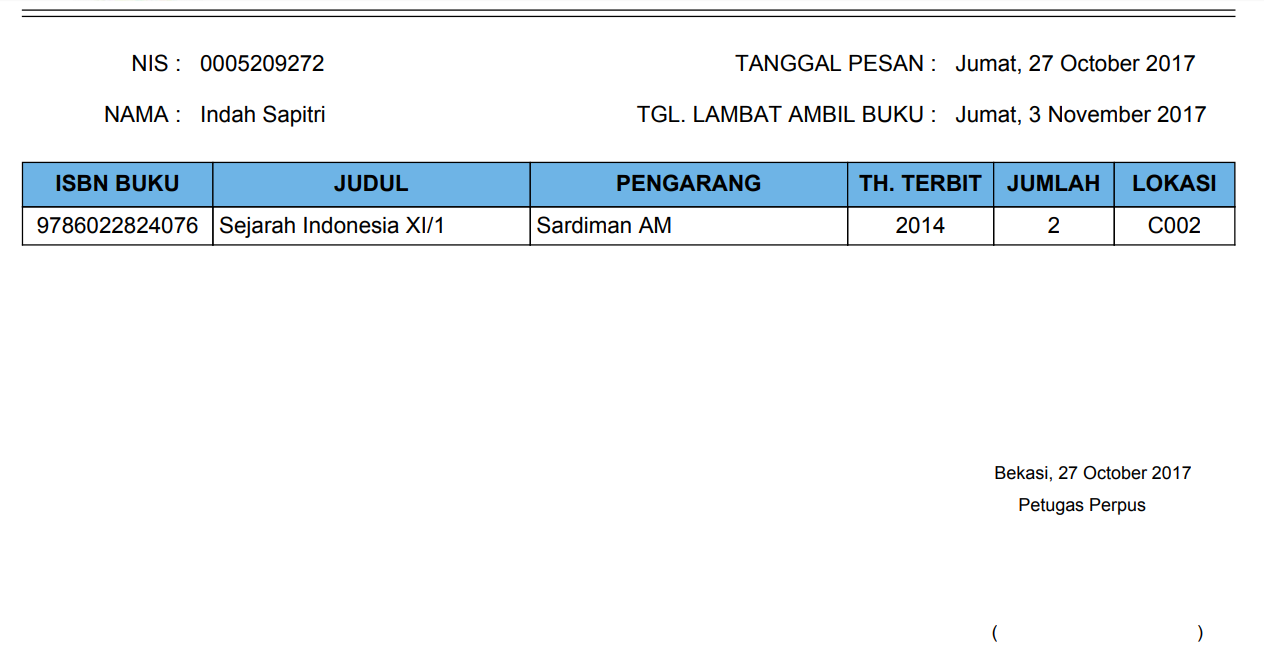 NIS : 0005209272 TANGGAL PESAN : Jumat, 27 October 2017
NAMA : Indah Sapitri TGL. LAMBAT AMBIL BUKU : Jumat, 3 November 2017
ISBN BUKU JUDUL PENGARANG TH. TERBIT JUMLAH LOKASI
9786022824076 Sejarah Indonesia XI/1 Sardiman AM 2014 2 C002
Bekasi, 27 October 2017
Petugas Perpus
( )